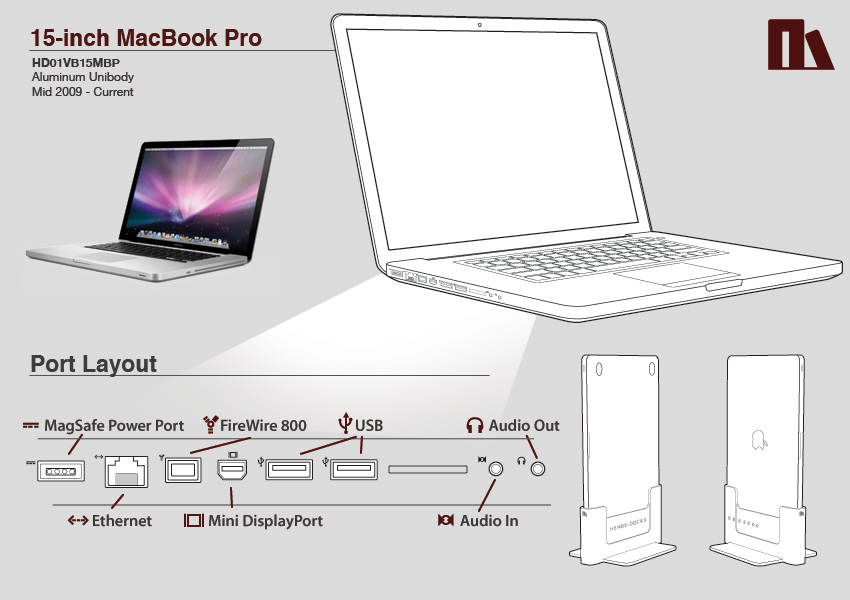 15-inch MacBook Pro
HD01VB15MBP
Aluminum Unibody
Mid 2009 - Current
Port Layout
MagSafe Power Port FireWire 800 USB Audio Out
Ethernet Mini DisplayPort Audio In
HENGE-DOCKS